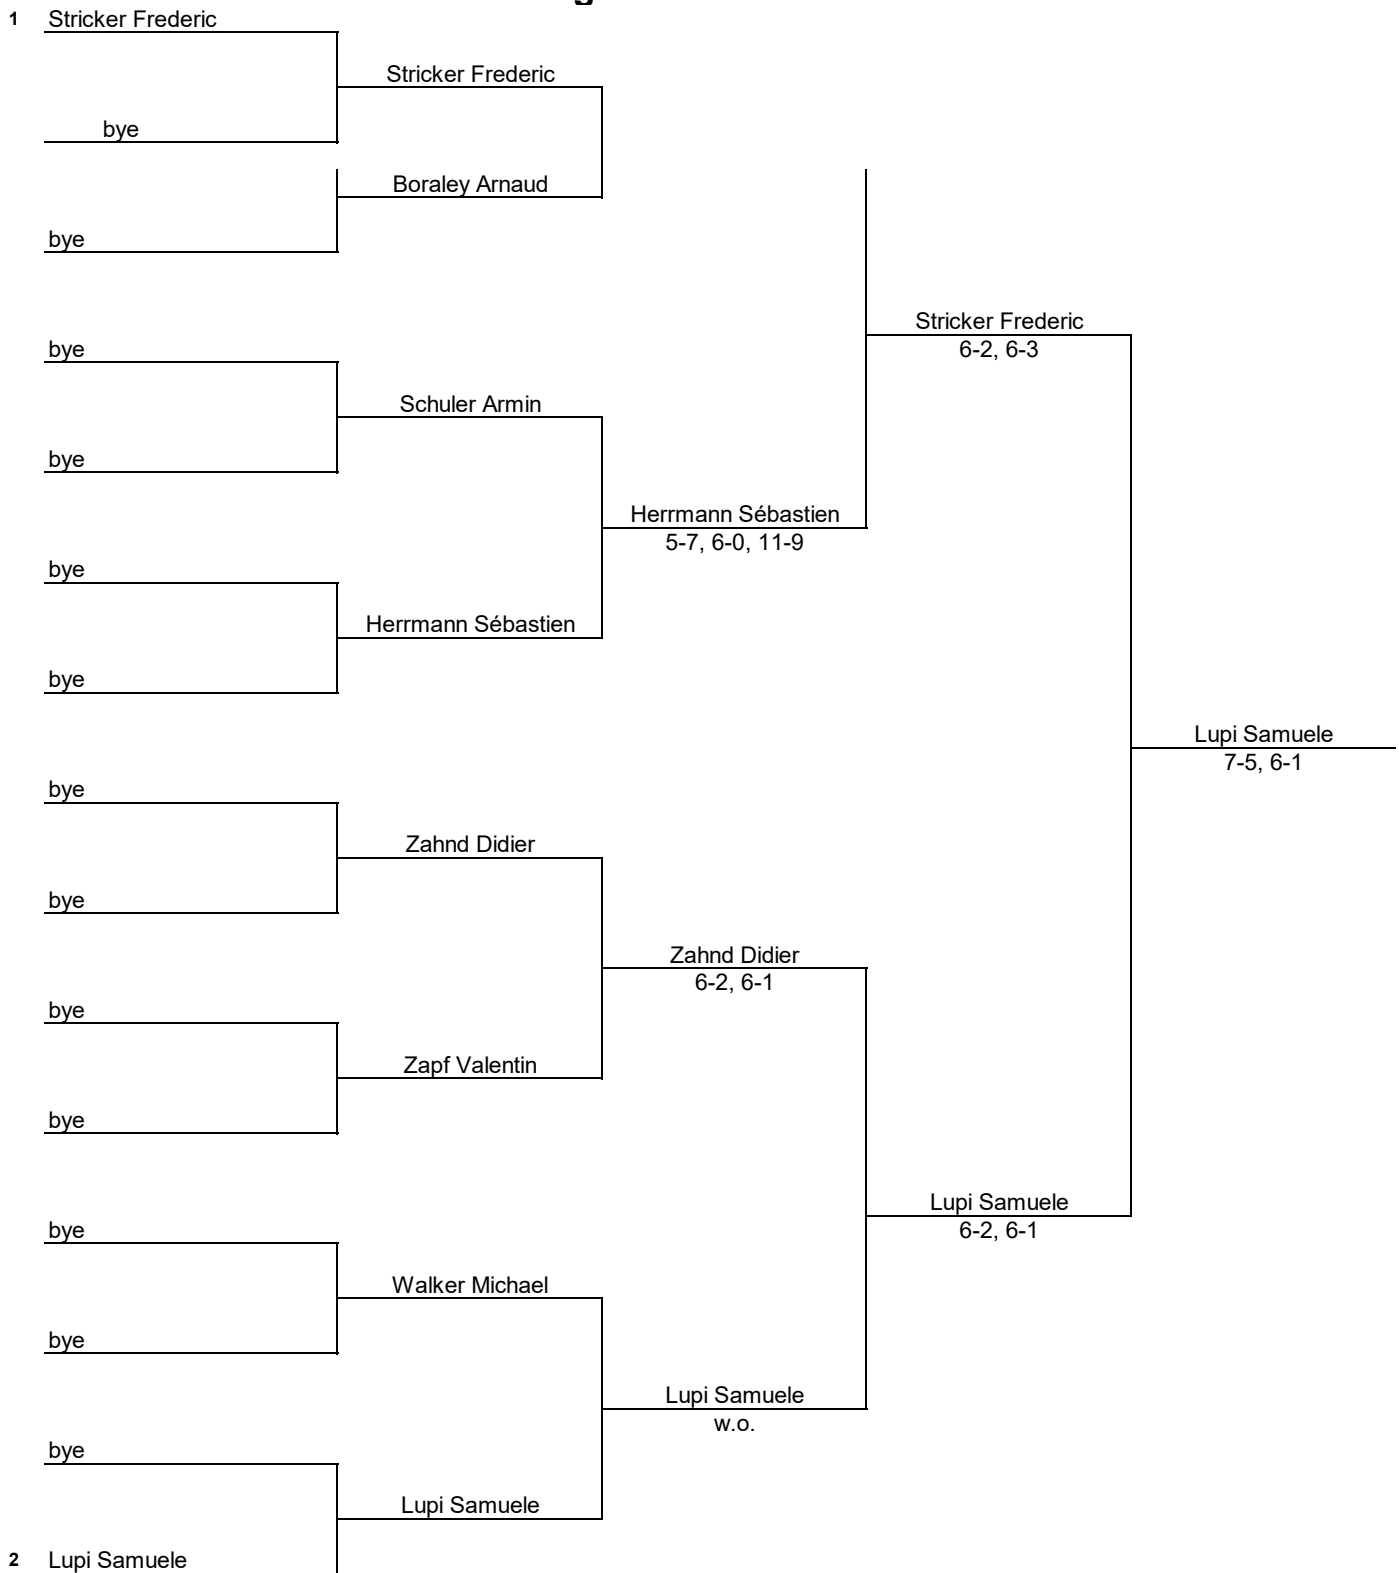 1 Stricker Frederic
Stricker Frederic
bye
Boraley Arnaud
bye
Stricker Frederic
6-2, 6-3
bye
Schuler Armin
bye
Herrmann Sébastien
5-7, 6-0, 11-9
bye
Herrmann Sébastien
bye
Lupi Samuele
7-5, 6-1
bye
Zahnd Didier
bye
Zahnd Didier
6-2, 6-1
bye
Zapf Valentin
bye
Lupi Samuele
6-2, 6-1
bye
Walker Michael
bye
Lupi Samuele
w.o.
bye
Lupi Samuele
2 Lupi Samuele